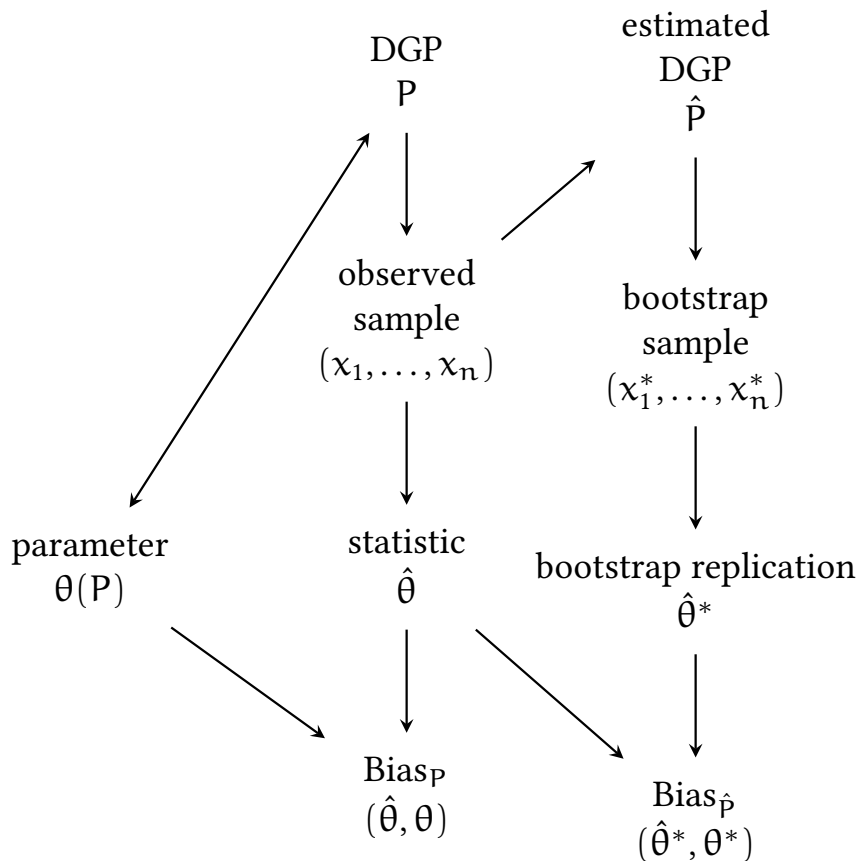 DGP
P
estimated
DGP
P̂
observed
sample
(x₁, . . . , xₙ)
bootstrap
sample
(x₁*, . . . , xₙ*)
parameter
θ(P)
statistic
θ̂
bootstrap replication
θ̂*
Bias_P
(θ̂, θ)
Bias_P̂
(θ̂*, θ*)